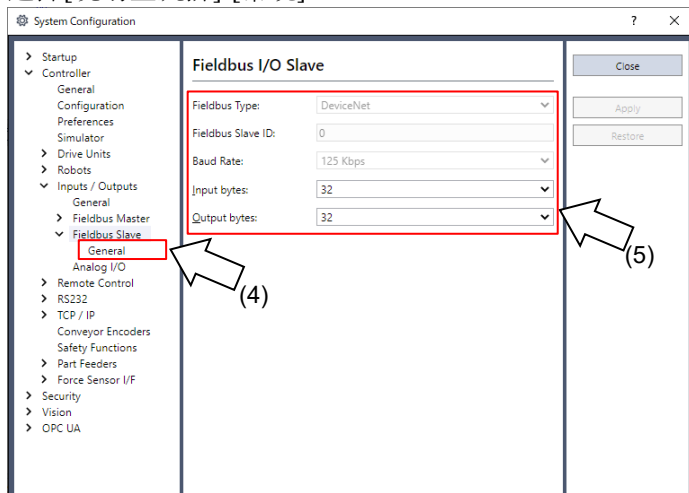 System Configuration
?
Startup
Controller
General
Configuration
Preferences
Simulator
Drive Units
Robots
Inputs / Outputs
General
Fieldbus Master
Fieldbus Slave
General
Analog I/O
Remote Control
RS232
TCP / IP
Conveyor Encoders
Safety Functions
Part Feeders
Force Sensor I/F
Security
Vision
OPC UA
Fieldbus I/O Slave
Fieldbus Type: DeviceNet
Fieldbus Slave ID: 0
Baud Rate: 125 Kbps
Input bytes: 32
Output bytes: 32
Close
Apply
Restore
(4)
(5)